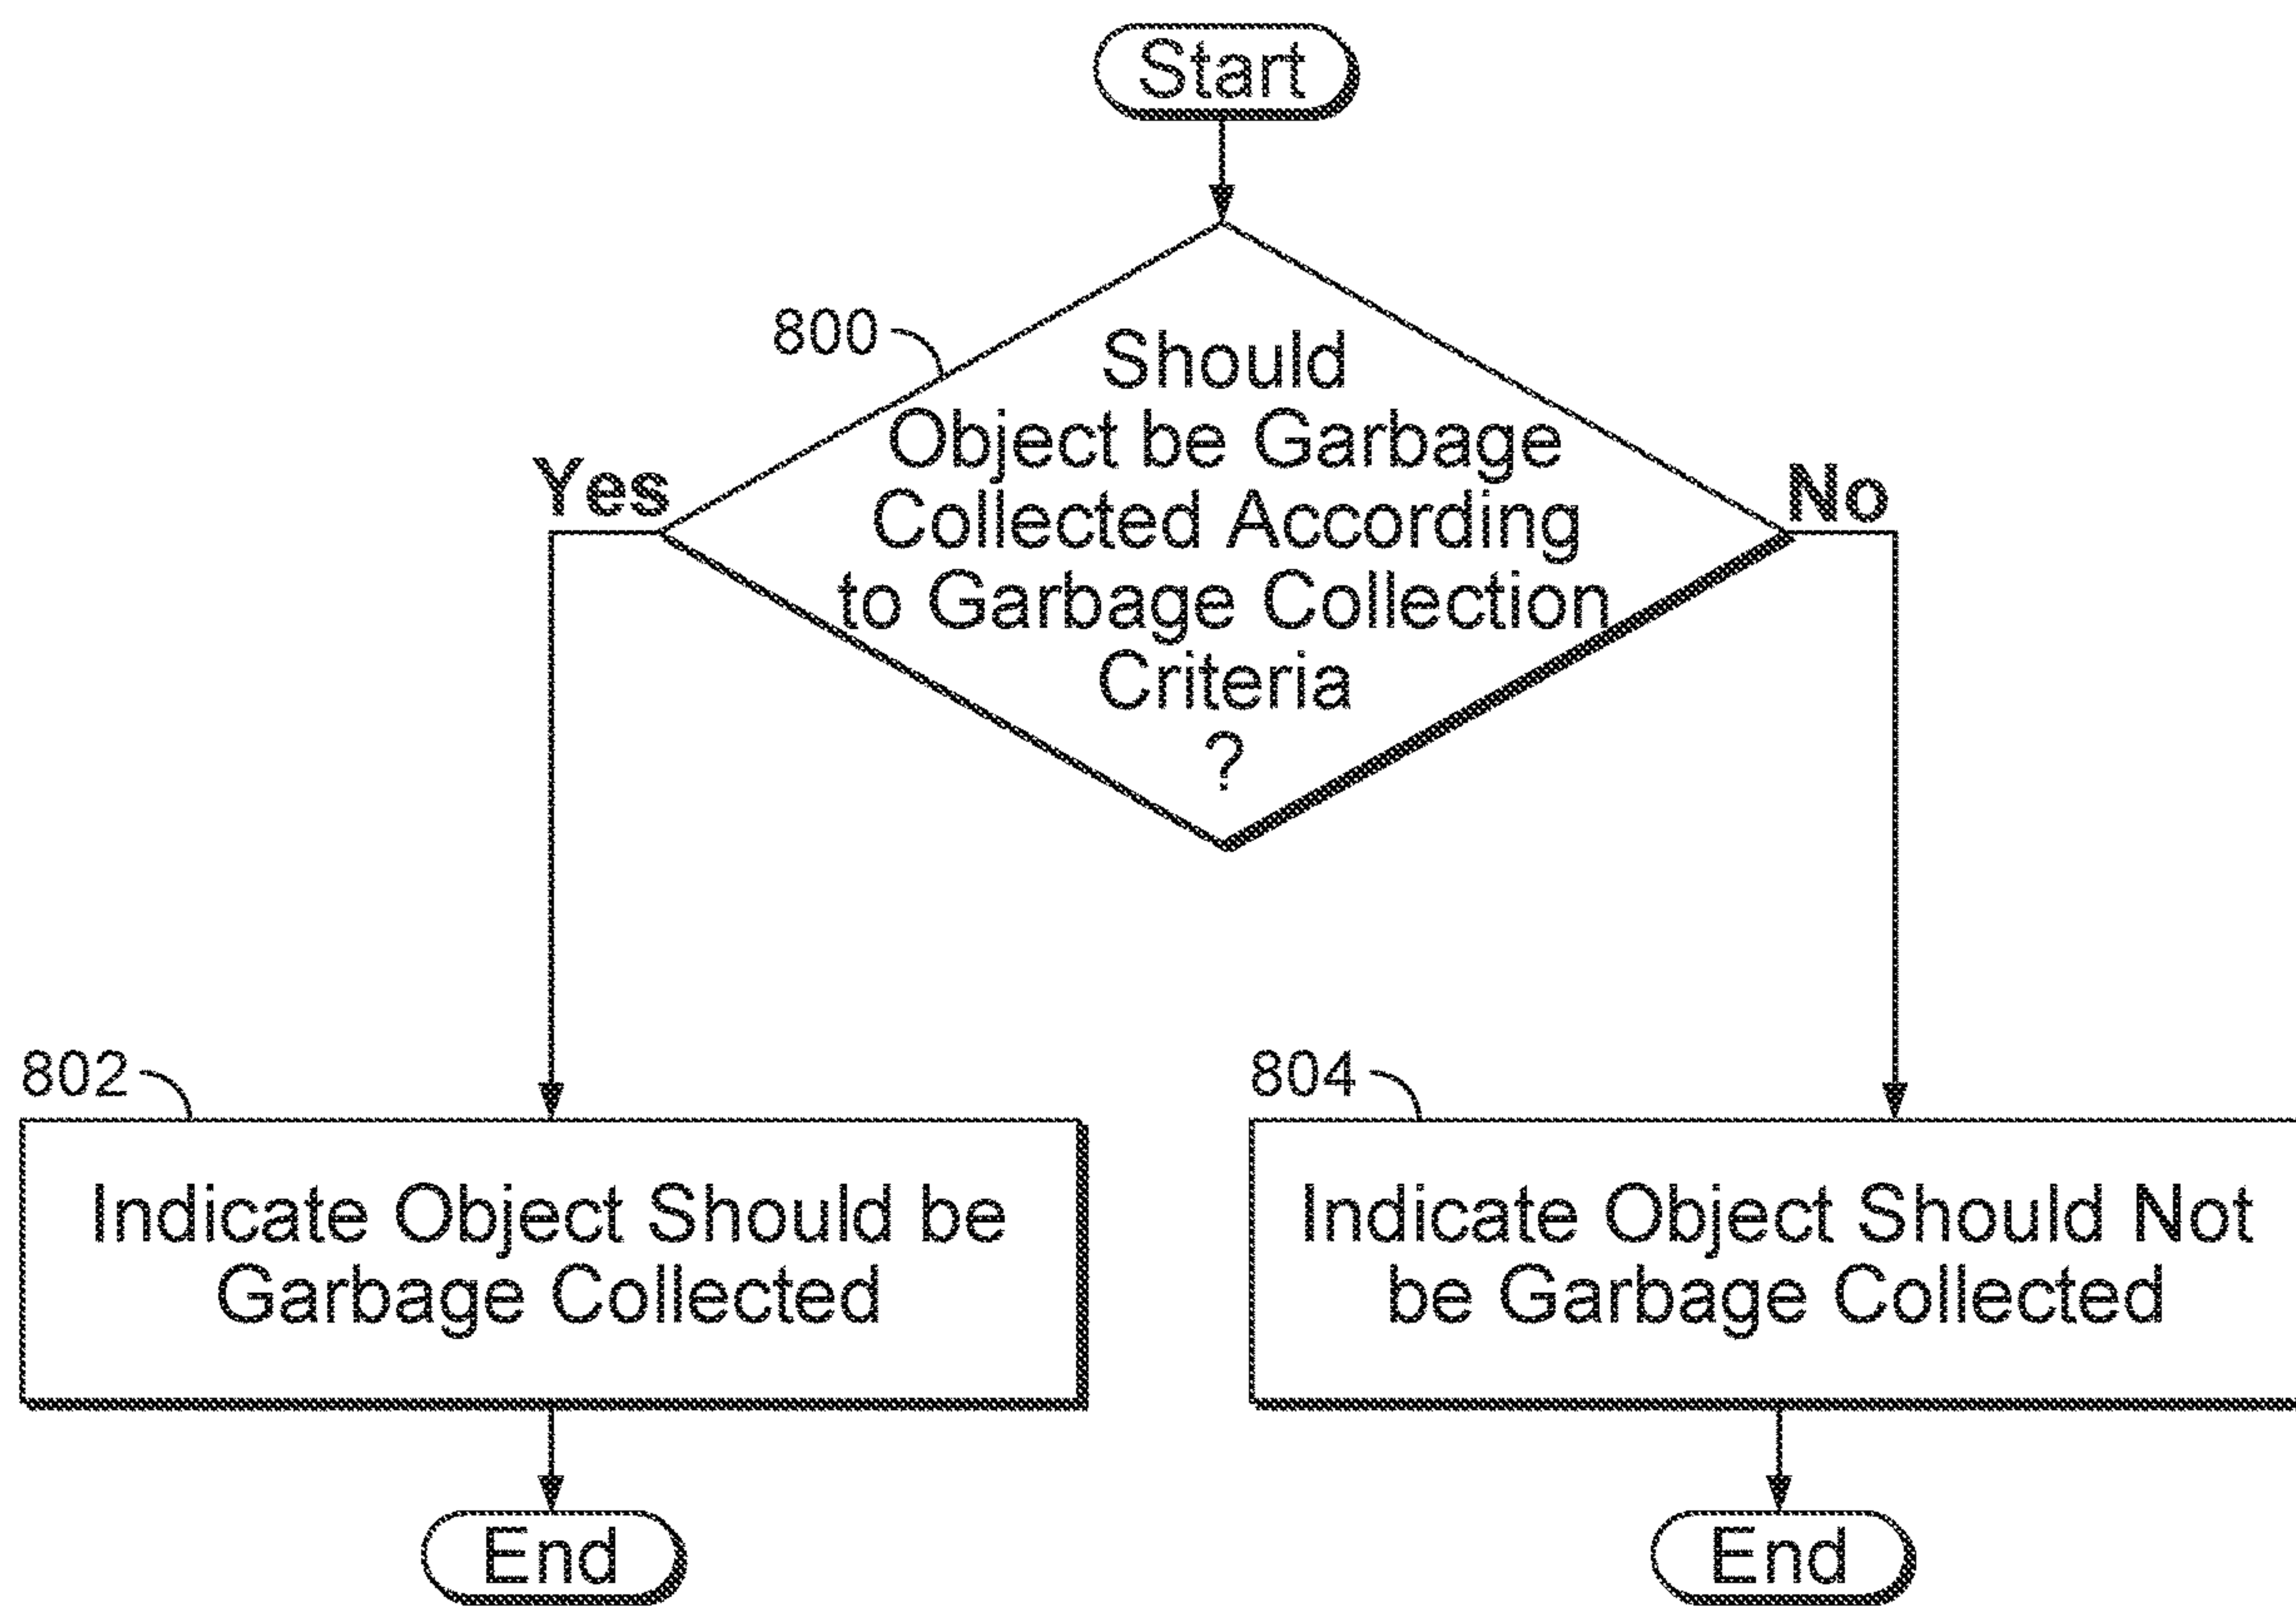 Start
800
Should
Object be Garbage
Collected According
to Garbage Collection
Criteria
?
Yes
No
802
Indicate Object Should be
Garbage Collected
804
Indicate Object Should Not
be Garbage Collected
End
End